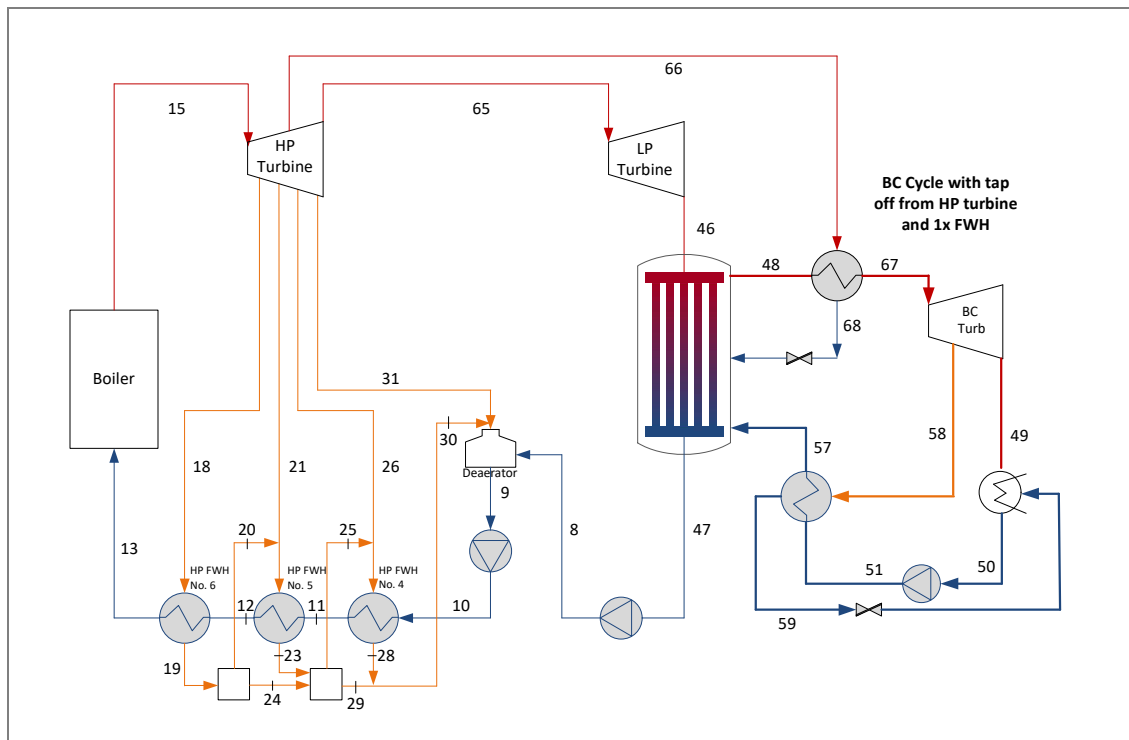 66
15
65
HP
Turbine
LP
Turbine
BC Cycle with tap
off from HP turbine
and 1x FWH
46
48
67
BC
Turb
68
Boiler
31
30
Deaerator
18
21
26
9
8
47
57
58
49
20
25
13
HP FWH
No. 6
HP FWH
No. 5
HP FWH
No. 4
12
11
10
51
50
59
19
23
28
24
29